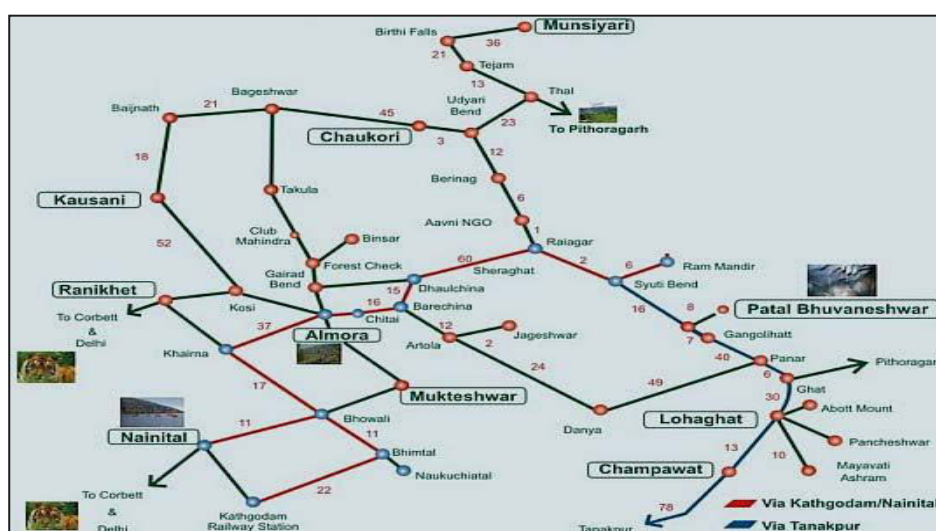 Birthi Falls
36
Munsiyari
21
Tejam
13
Thal
Bageshwar
Udyari
Bend
Baijnath
21
45
23
To Pithoragarh
Chaukori
3
12
18
Berinag
Takula
6
Kausani
Aavni NGO
1
Club
Mahindra
Binsar
52
Raiagar
60
Forest Check
Sheraghat
2
6
Ram Mandir
Gairad
Bend
Dhaulchina
Syuti Bend
Ranikhet
15
16
Barechina
16
8
Patal Bhuvaneshwar
Kosi
To Corbett
&
Delhi
37
Almora
Chitai
12
Jageshwar
7
Gangolihatt
Khairna
Artola
2
40
Panar
Pithoragar
24
49
6
Ghat
17
Mukteshwar
30
Abott Mount
Lohaghat
Bhowali
Danya
Nainital
11
11
Pancheshwar
13
10
Bhimtal
Champawat
Mayavati
Ashram
Naukuchiatal
To Corbett
&
Delhi
22
78
Via Kathgodam/Nainital
Kathgodam
Railway Station
Tanakpur
Via Tanakpur